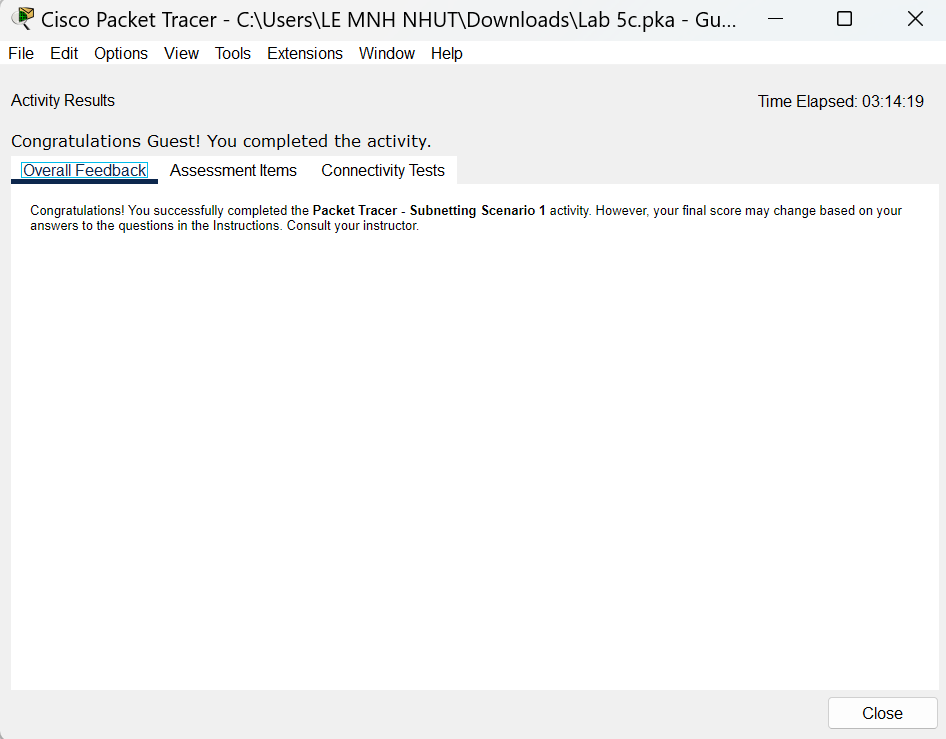 Cisco Packet Tracer - C:\Users\LE MNH NHUT\Downloads\Lab 5c.pka - Gu...
File Edit Options View Tools Extensions Window Help
Activity Results Time Elapsed: 03:14:19
Congratulations Guest! You completed the activity.
Overall Feedback Assessment Items Connectivity Tests
Congratulations! You successfully completed the Packet Tracer - Subnetting Scenario 1 activity. However, your final score may change based on your
answers to the questions in the Instructions. Consult your instructor.
Close